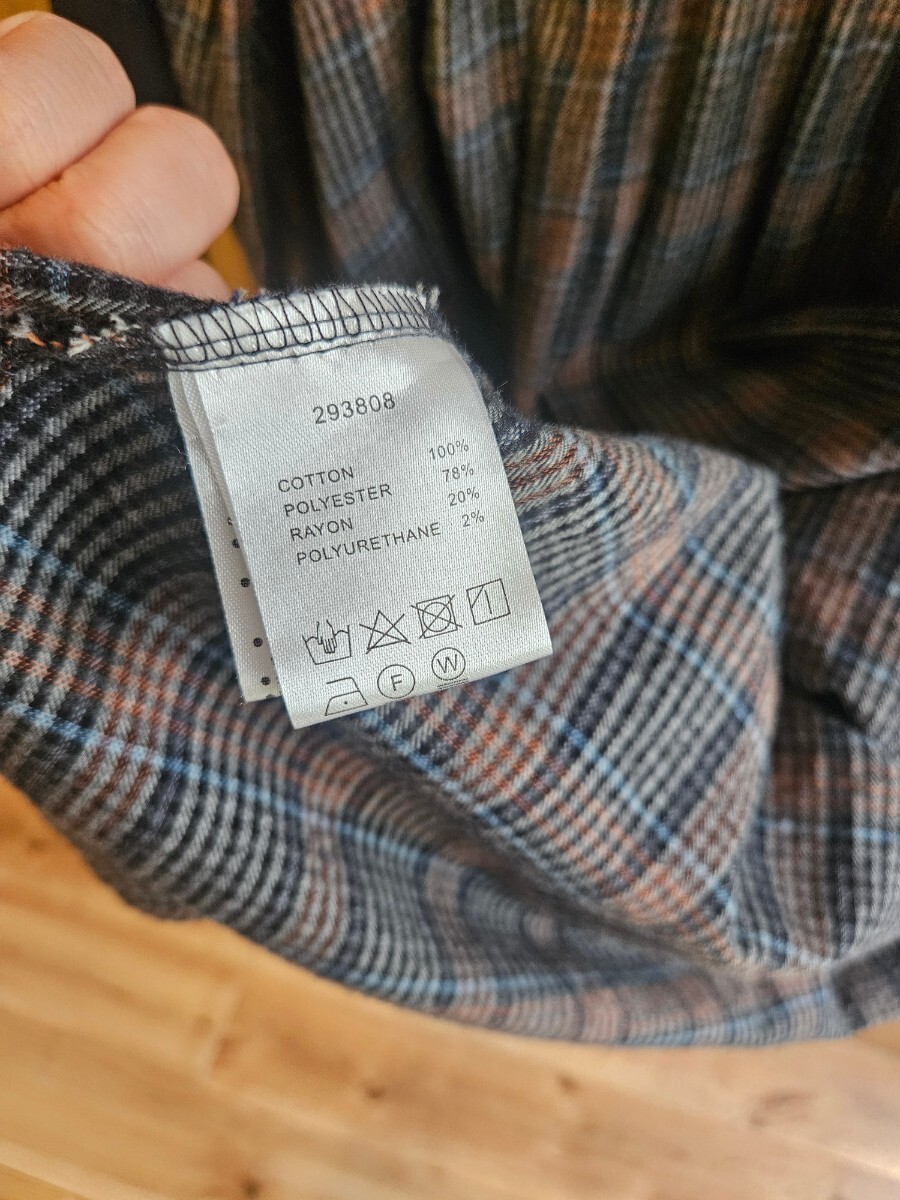 293808
COTTON 100%
POLYESTER 78%
RAYON 20%
POLYURETHANE 2%
F W